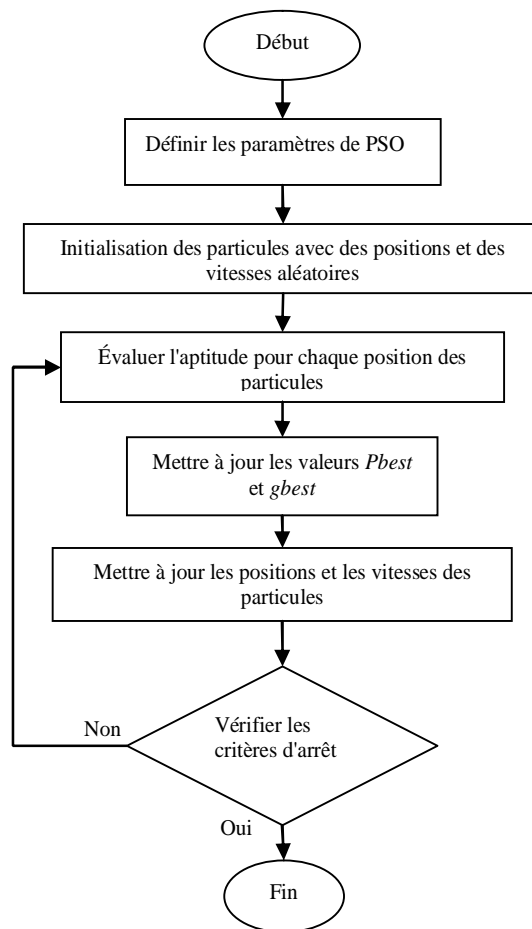 Début
Définir les paramètres de PSO
Initialisation des particules avec des positions et des
vitesses aléatoires
Évaluer l'aptitude pour chaque position des
particules
Mettre à jour les valeurs Pbest
et gbest
Mettre à jour les positions et les vitesses des
particules
Non
Vérifier les
critères d'arrêt
Oui
Fin